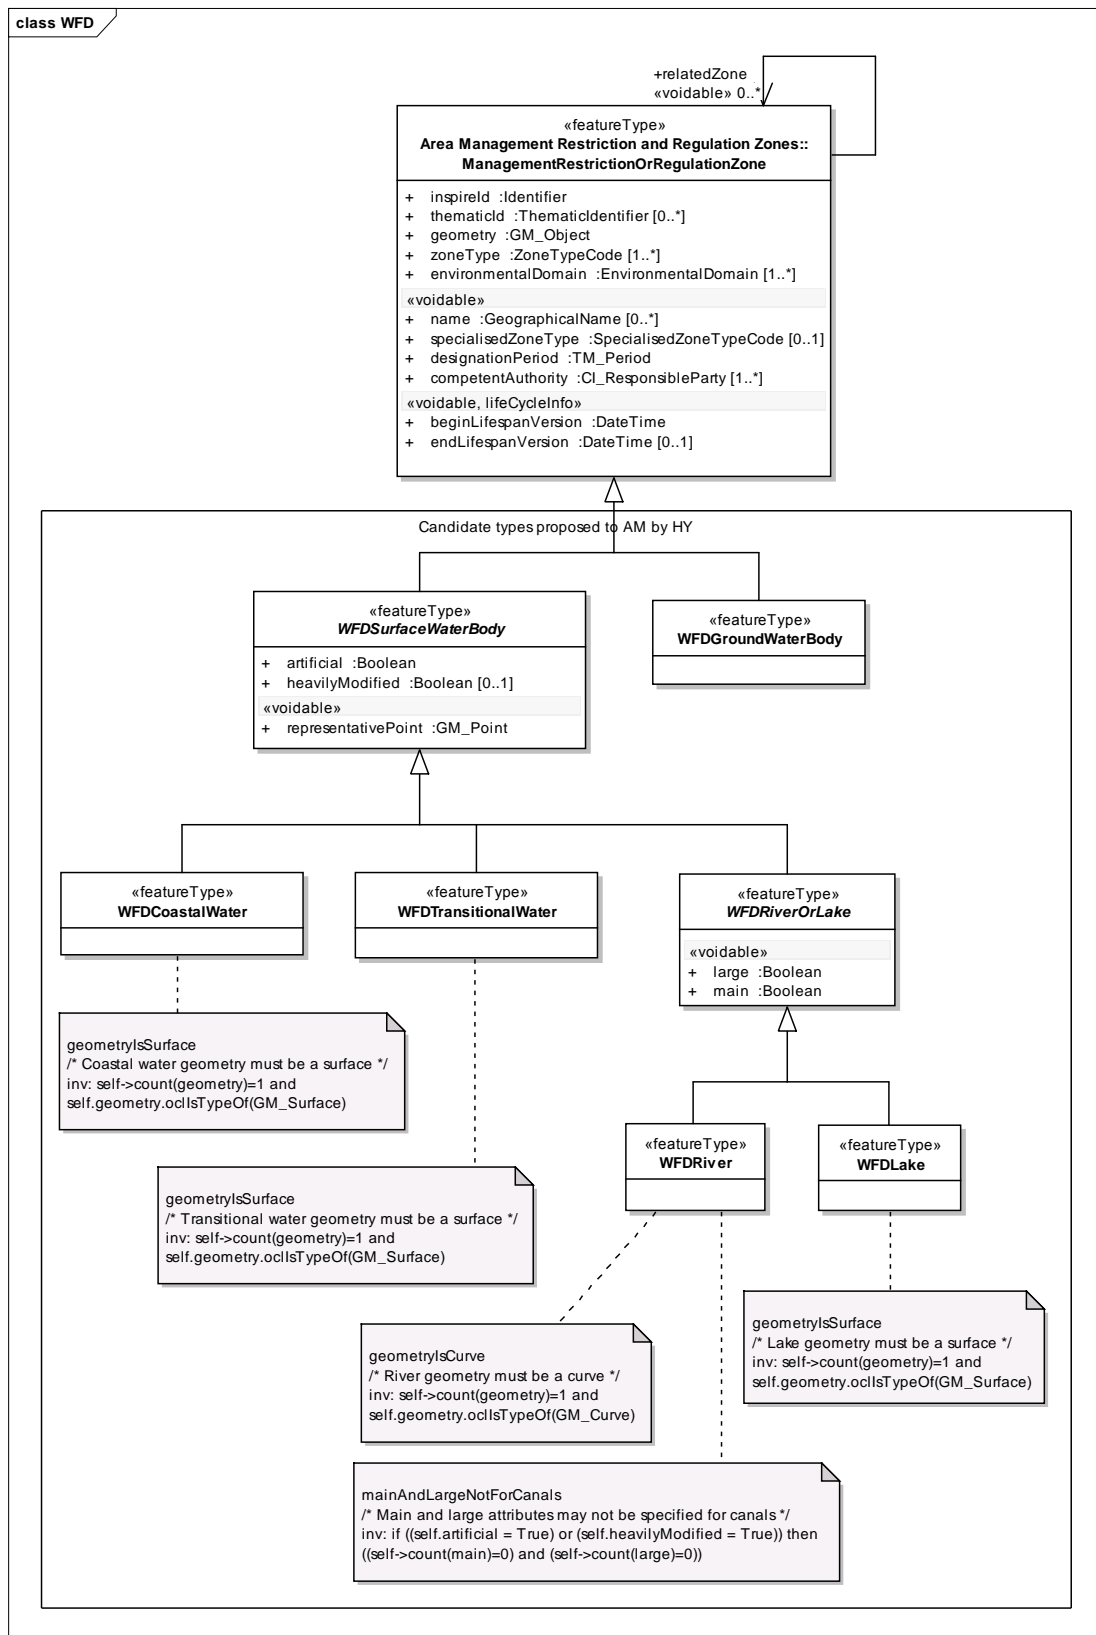 class WFD
+relatedZone
«voidable» 0..*
«featureType»
Area Management Restriction and Regulation Zones::
ManagementRestrictionOrRegulationZone
+ inspireId :Identifier
+ thematicId :ThematicIdentifier [0..*]
+ geometry :GM_Object
+ zoneType :ZoneTypeCode [1..*]
+ environmentalDomain :EnvironmentalDomain [1..*]
«voidable»
+ name :GeographicalName [0..*]
+ specialisedZoneType :SpecialisedZoneTypeCode [0..1]
+ designationPeriod :TM_Period
+ competentAuthority :CI_ResponsibleParty [1..*]
«voidable, lifeCycleInfo»
+ beginLifespanVersion :DateTime
+ endLifespanVersion :DateTime [0..1]
Candidate types proposed to AM by HY
«featureType»
WFDSurfaceWaterBody
+ artificial :Boolean
+ heavilyModified :Boolean [0..1]
«voidable»
+ representativePoint :GM_Point
«featureType»
WFDGroundWaterBody
«featureType»
WFDCoastalWater
«featureType»
WFDTransitionalWater
«featureType»
WFDRiverOrLake
«voidable»
+ large :Boolean
+ main :Boolean
geometryIsSurface
/* Coastal water geometry must be a surface */
inv: self->count(geometry)=1 and
self.geometry.oclIsTypeOf(GM_Surface)
«featureType»
WFDRiver
«featureType»
WFDLake
geometryIsSurface
/* Transitional water geometry must be a surface */
inv: self->count(geometry)=1 and
self.geometry.oclIsTypeOf(GM_Surface)
geometryIsSurface
/* Lake geometry must be a surface */
inv: self->count(geometry)=1 and
self.geometry.oclIsTypeOf(GM_Surface)
geometryIsCurve
/* River geometry must be a curve */
inv: self->count(geometry)=1 and
self.geometry.oclIsTypeOf(GM_Curve)
mainAndLargeNotForCanals
/* Main and large attributes may not be specified for canals */
inv: if ((self.artificial = True) or (self.heavilyModified = True)) then
((self->count(main)=0) and (self->count(large)=0))